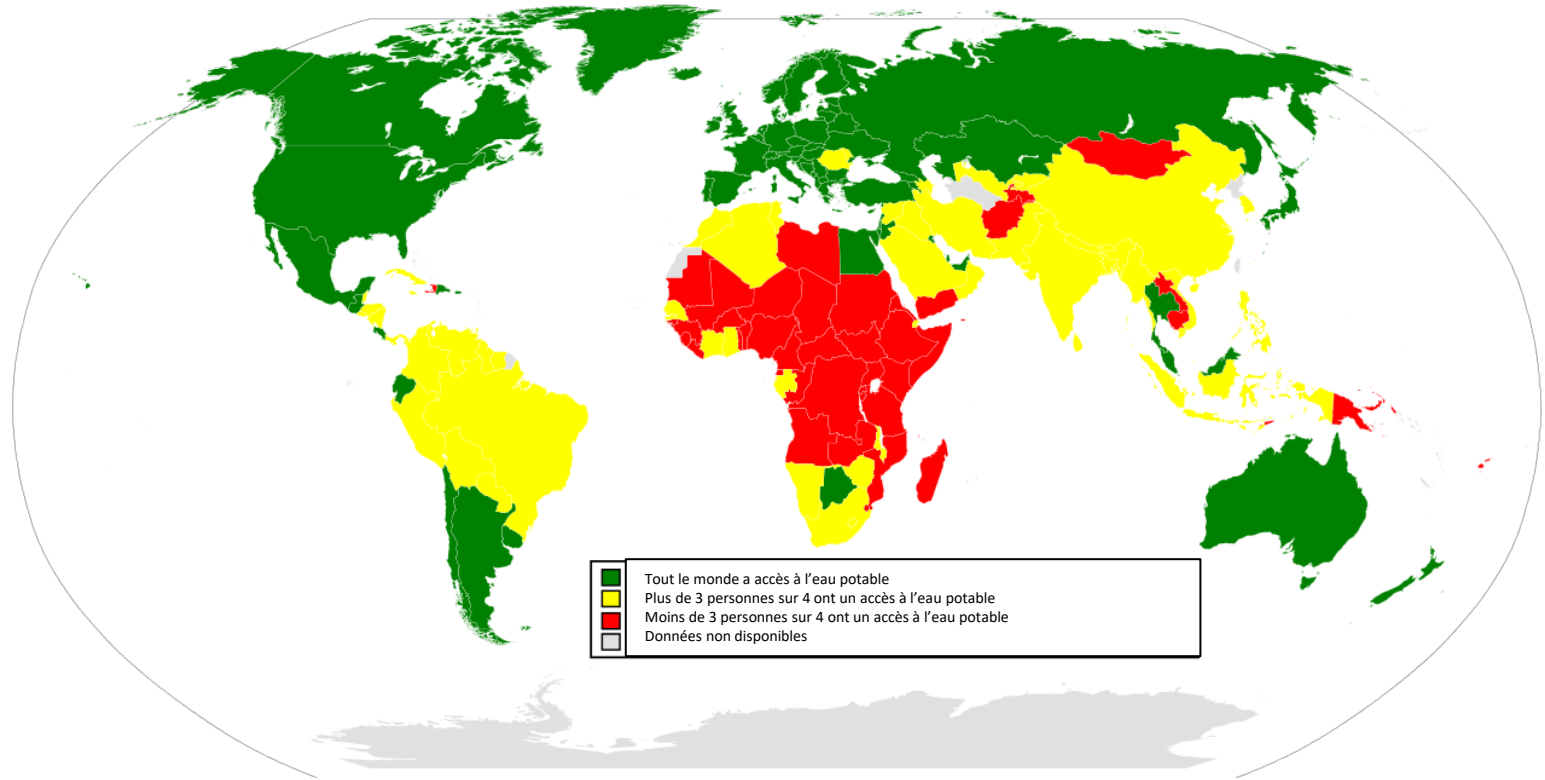 Tout le monde a accès à l’eau potable
Plus de 3 personnes sur 4 ont un accès à l’eau potable
Moins de 3 personnes sur 4 ont un accès à l’eau potable
Données non disponibles